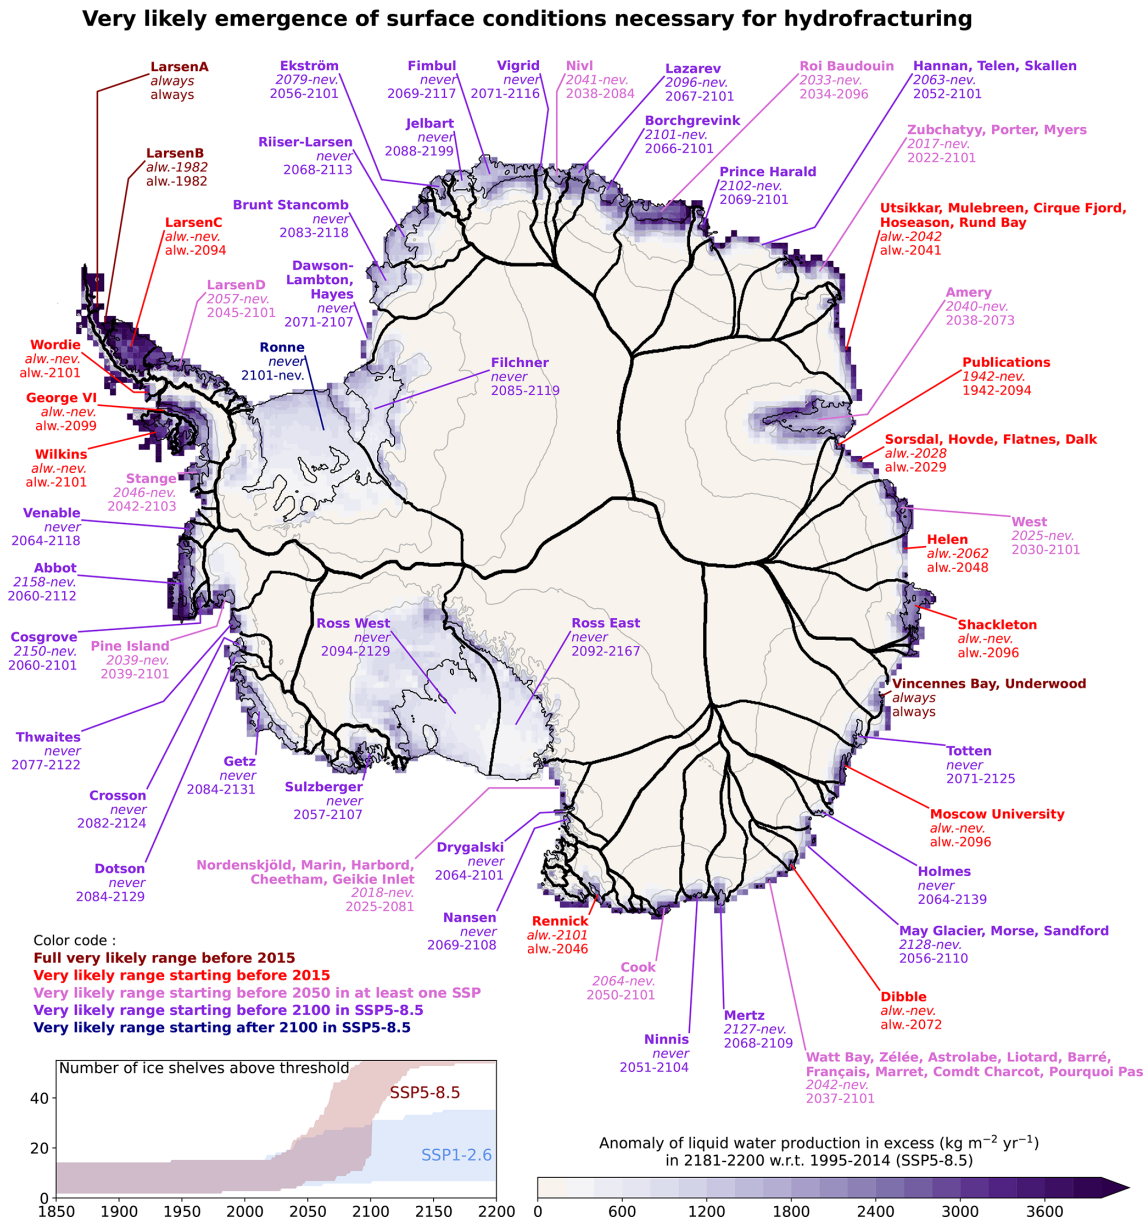 Very likely emergence of surface conditions necessary for hydrofracturing
LarsenA
always
always
Ekström
2079-nev.
2056-2101
Fimbul
never
2069-2117
Vigrid
never
2071-2116
Nivl
2041-nev.
2038-2084
Lazarev
2096-nev.
2067-2101
Roi Baudouin
2033-nev.
2034-2096
Hannan, Telen, Skallen
2063-nev.
2052-2101
Jelbart
never
2088-2199
Borchgrevink
2101-nev.
2066-2101
Zubchatyy, Porter, Myers
2017-nev.
2022-2101
Riiser-Larsen
never
2068-2113
LarsenB
alw.-1982
alw.-1982
Prince Harald
2102-nev.
2069-2101
Brunt Stancomb
never
2083-2118
LarsenC
alw.-nev.
alw.-2094
Utsikkar, Mulebreen, Cirque Fjord,
Hoseason, Rund Bay
alw.-2042
alw.-2041
Dawson-
Lambton,
Hayes
never
2071-2107
LarsenD
2057-nev.
2045-2101
Amery
2040-nev.
2038-2073
Wordie
alw.-nev.
alw.-2101
Ronne
never
2101-nev.
Filchner
never
2085-2119
Publications
1942-nev.
1942-2094
George VI
alw.-nev.
alw.-2099
Sorsdal, Hovde, Flatnes, Dalk
alw.-2028
alw.-2029
Wilkins
alw.-nev.
alw.-2101
Stange
2046-nev.
2042-2103
Venable
never
2064-2118
West
2025-nev.
2030-2101
Helen
alw.-2062
alw.-2048
Abbot
2158-nev.
2060-2112
Ross West
never
2094-2129
Ross East
never
2092-2167
Shackleton
alw.-nev.
alw.-2096
Cosgrove
2150-nev.
2060-2101
Pine Island
2039-nev.
2039-2101
Vincennes Bay, Underwood
always
always
Thwaites
never
2077-2122
Totten
never
2071-2125
Getz
never
2084-2131
Sulzberger
never
2057-2107
Crosson
never
2082-2124
Moscow University
alw.-nev.
alw.-2096
Drygalski
never
2064-2101
Dotson
never
2084-2129
Nordenskjöld, Marin, Harbord,
Cheetham, Geikie Inlet
2018-nev.
2025-2081
Holmes
never
2064-2139
Nansen
never
2069-2108
Rennick
alw.-2101
alw.-2046
May Glacier, Morse, Sandford
2128-nev.
2056-2110
Cook
2064-nev.
2050-2101
Dibble
alw.-nev.
alw.-2072
Mertz
2127-nev.
2068-2109
Ninnis
never
2051-2104
Watt Bay, Zélée, Astrolabe, Liotard, Barré,
Français, Marret, Comdt Charcot, Pourquoi Pas
2042-nev.
2037-2101
Color code :
Full very likely range before 2015
Very likely range starting before 2015
Very likely range starting before 2050 in at least one SSP
Very likely range starting before 2100 in SSP5-8.5
Very likely range starting after 2100 in SSP5-8.5
Number of ice shelves above threshold
SSP5-8.5
SSP1-2.6
40
20
0
1850 1900 1950 2000 2050 2100 2150 2200
Anomaly of liquid water production in excess (kg m⁻² yr⁻¹)
in 2181-2200 w.r.t. 1995-2014 (SSP5-8.5)
0 600 1200 1800 2400 3000 3600